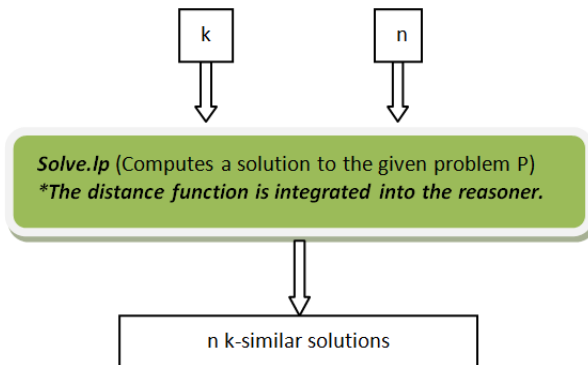 k
n
Solve.lp (Computes a solution to the given problem P)
*The distance function is integrated into the reasoner.
n k-similar solutions